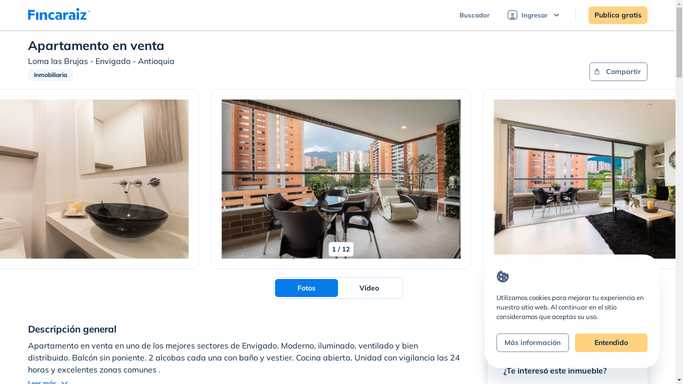 Fincaraiz
Buscador
Ingresar
Publica gratis
Apartamento en venta
Loma las Brujas - Envigado - Antioquia
Inmobiliaria
Compartir
1 / 12
Fotos
Video
Utilizamos cookies para mejorar tu experiencia en
nuestro sitio web. Al continuar en el sitio
consideramos que aceptas su uso.
Más información
Entendido
Descripción general
Apartamento en venta en uno de los mejores sectores de Envigado. Moderno, iluminado, ventilado y bien
distribuido. Balcón sin poniente. 2 alcobas cada una con baño y vestier. Cocina abierta, Unidad con vigilancia las 24
horas y excelentes zonas comunes .
Leer más
¿Te interesó este inmueble?